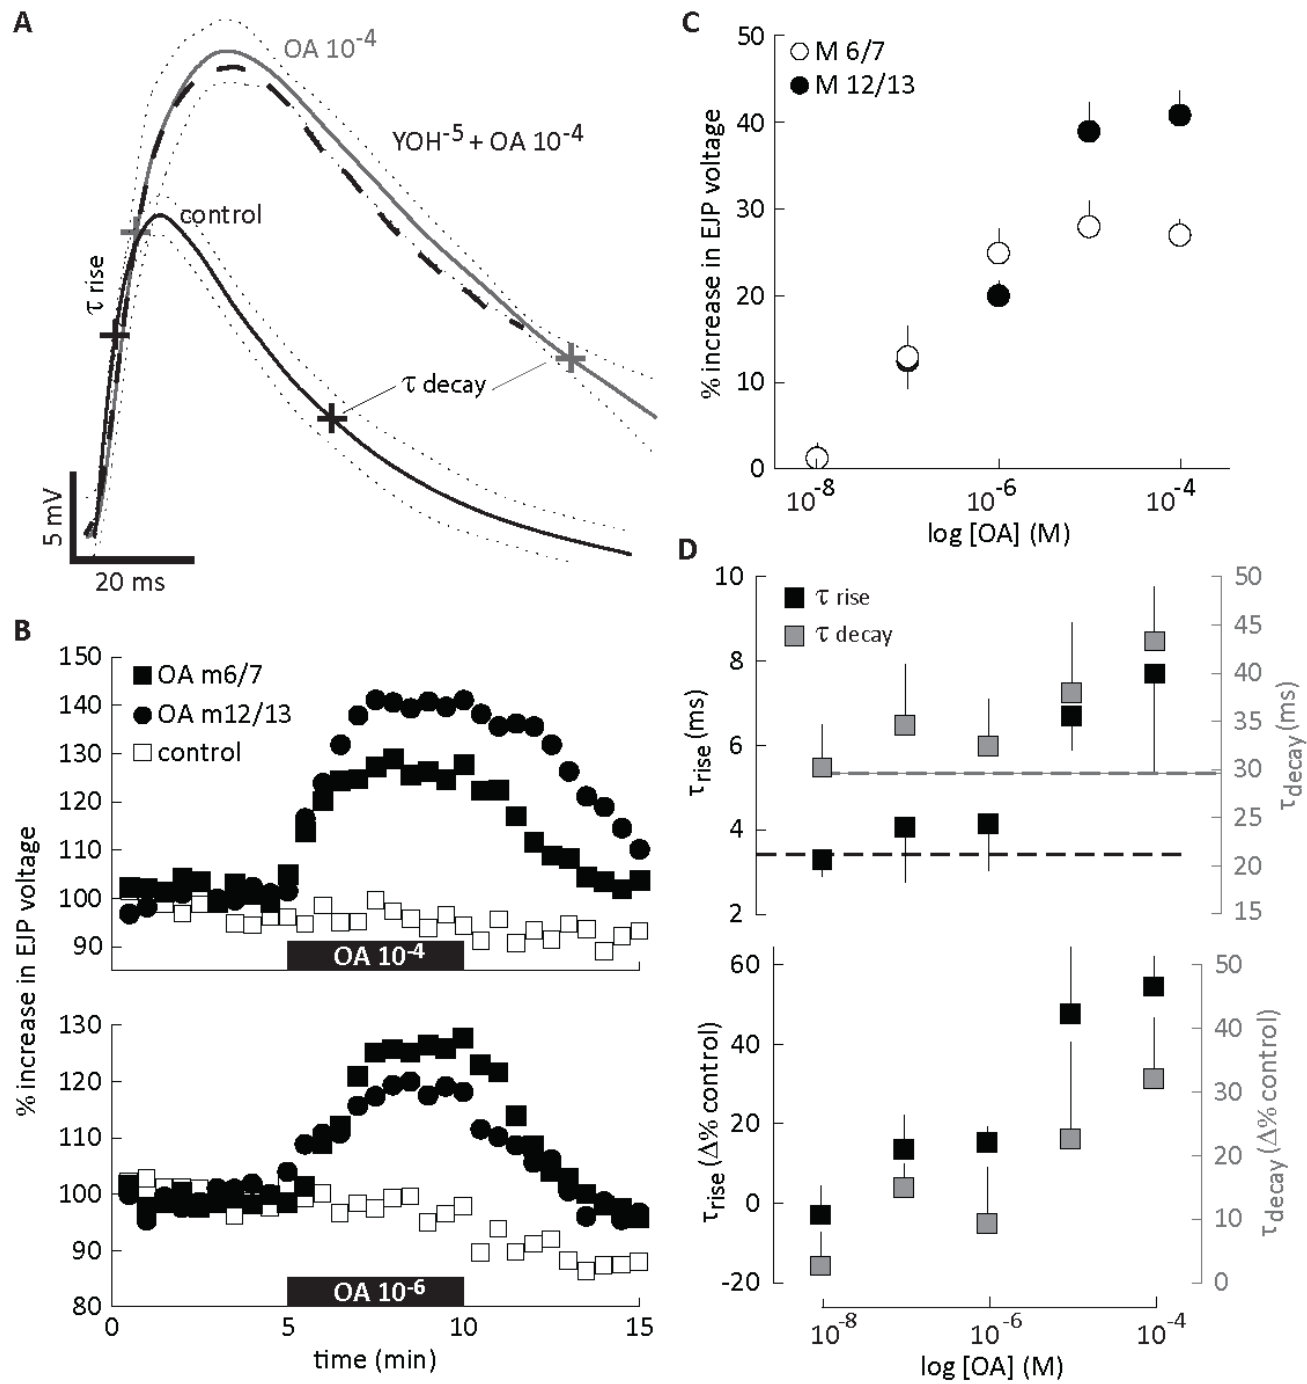 A
OA 10-4
YOH-5 + OA 10-4
control
τ rise
τ decay
5 mV
20 ms
B
150
140
130
120
110
100
90
OA m6/7
OA m12/13
control
OA 10-4
% increase in EJP voltage
130
120
110
100
90
80
OA 10-6
0 5 10 15
time (min)
C
50
40
30
20
10
0
M 6/7
M 12/13
% increase in EJP voltage
10-8 10-6 10-4
log [OA] (M)
D
10
8
6
4
2
τ rise
τ decay
τrise (ms)
50
45
40
35
30
25
20
15
τdecay (ms)
60
40
20
0
-20
τrise (Δ% control)
50
40
30
20
10
0
τdecay (Δ% control)
10-8 10-6 10-4
log [OA] (M)